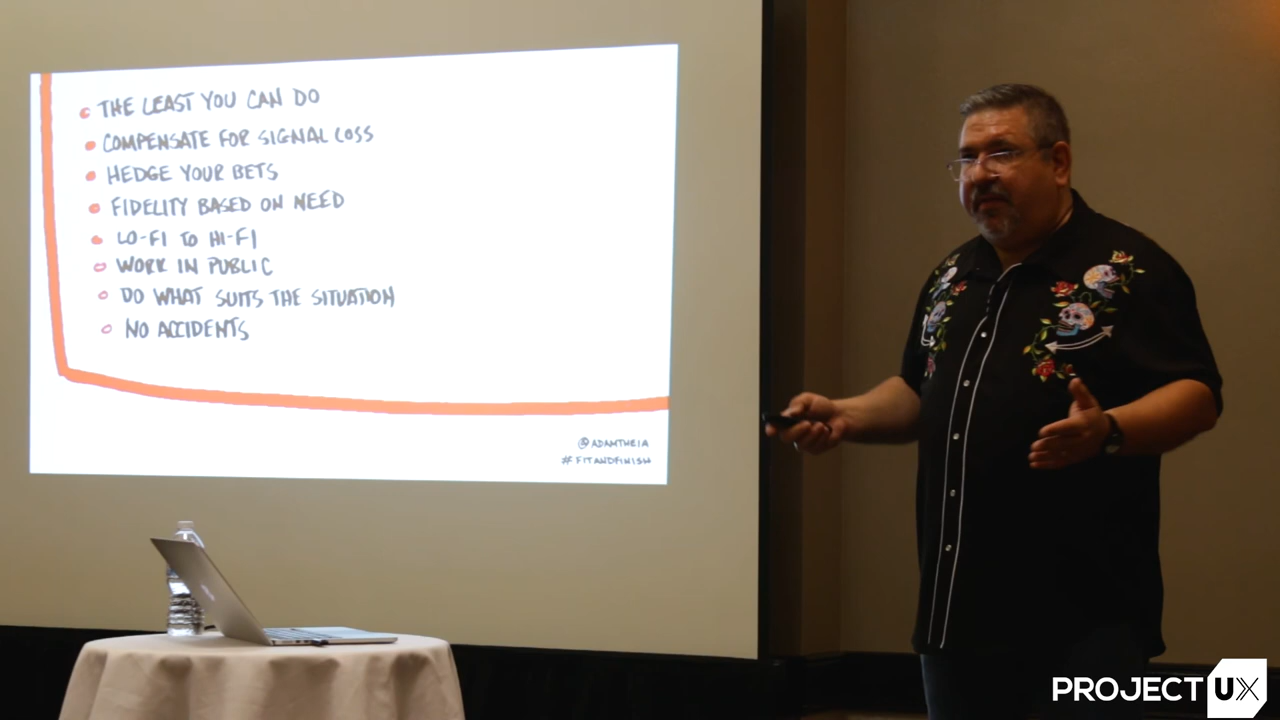 THE LEAST YOU CAN DO
COMPENSATE FOR SIGNAL LOSS
HEDGE YOUR BETS
FIDELITY BASED ON NEED
LO-FI TO HI-FI
WORK IN PUBLIC
DO WHAT SUITS THE SITUATION
NO ACCIDENTS
@ADAMTHEIA
#FITANDFINISH
PROJECT UX